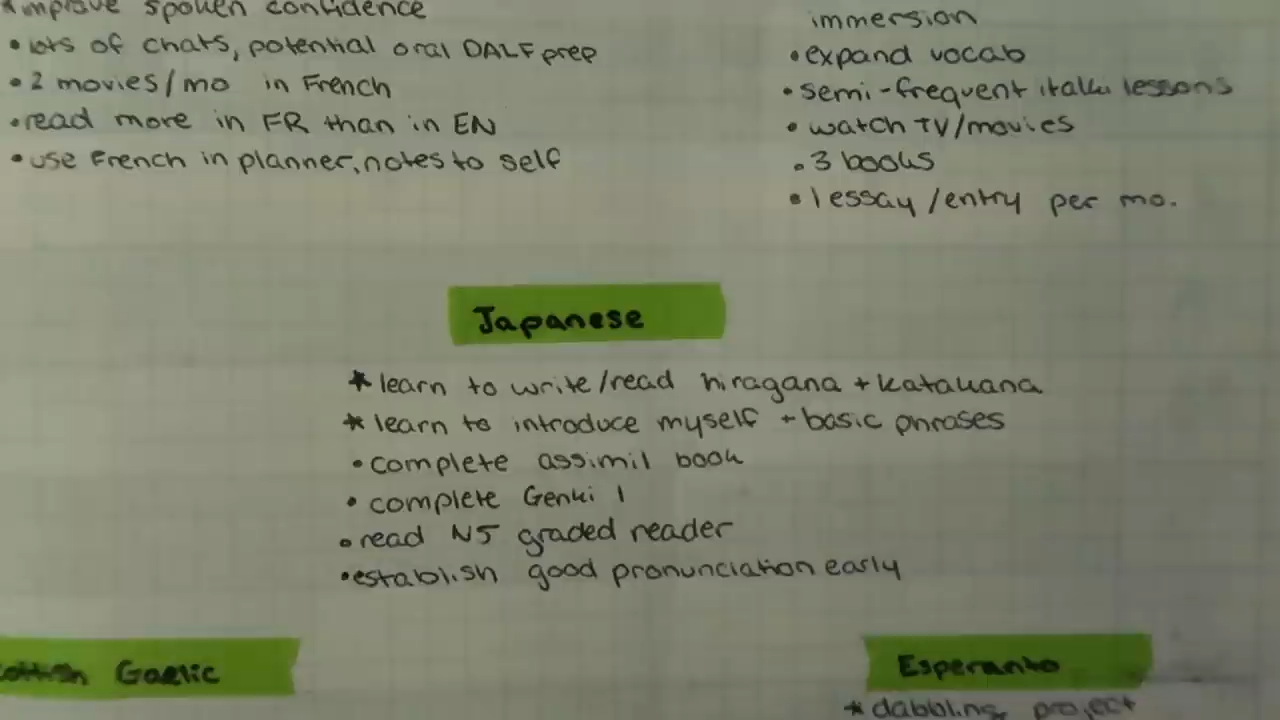 *improve spoken confidence
• lots of chats, potential oral DALF prep
• 2 movies/mo in French
• read more in FR than in EN
• use French in planner, notes to self
immersion
• expand vocab
• semi-frequent italki lessons
• watch TV/movies
• 3 books
• 1 essay/entry per mo.
Japanese
* learn to write/read hiragana + katakana
* learn to introduce myself + basic phrases
• complete assimil book
• complete Genki 1
• read N5 graded reader
• establish good pronunciation early
Gaelic
Esperanto
* dabbling project